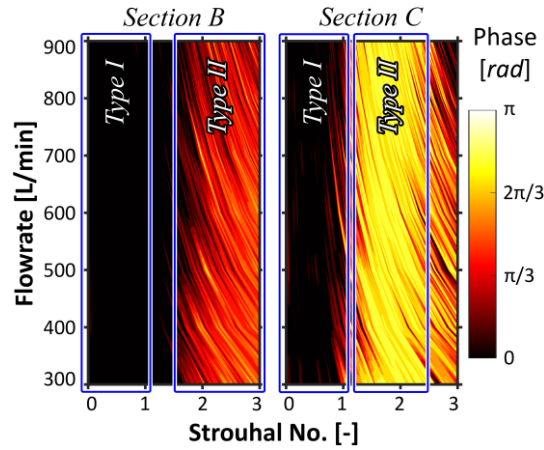 Section B
Section C
Phase
[rad]
Type I
Type II
Type I
Type II
Flowrate [L/min]
900
800
700
600
500
400
300
π
2π/3
π/3
0
0 1 2 3
0 1 2 3
Strouhal No. [-]